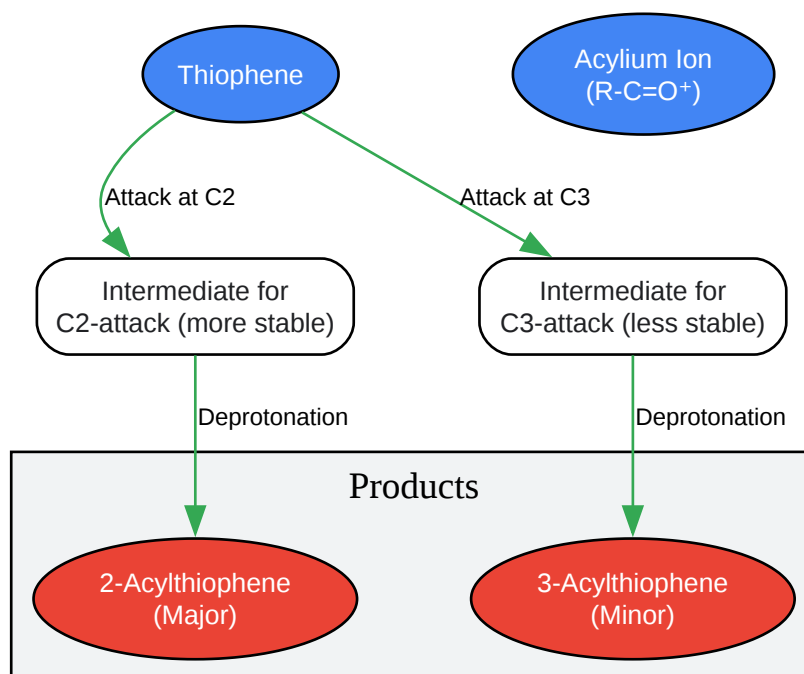 Thiophene
Acylium Ion
(R-C=O⁺)
Attack at C2
Attack at C3
Intermediate for
C2-attack (more stable)
Intermediate for
C3-attack (less stable)
Deprotonation
Deprotonation
Products
2-Acylthiophene
(Major)
3-Acylthiophene
(Minor)